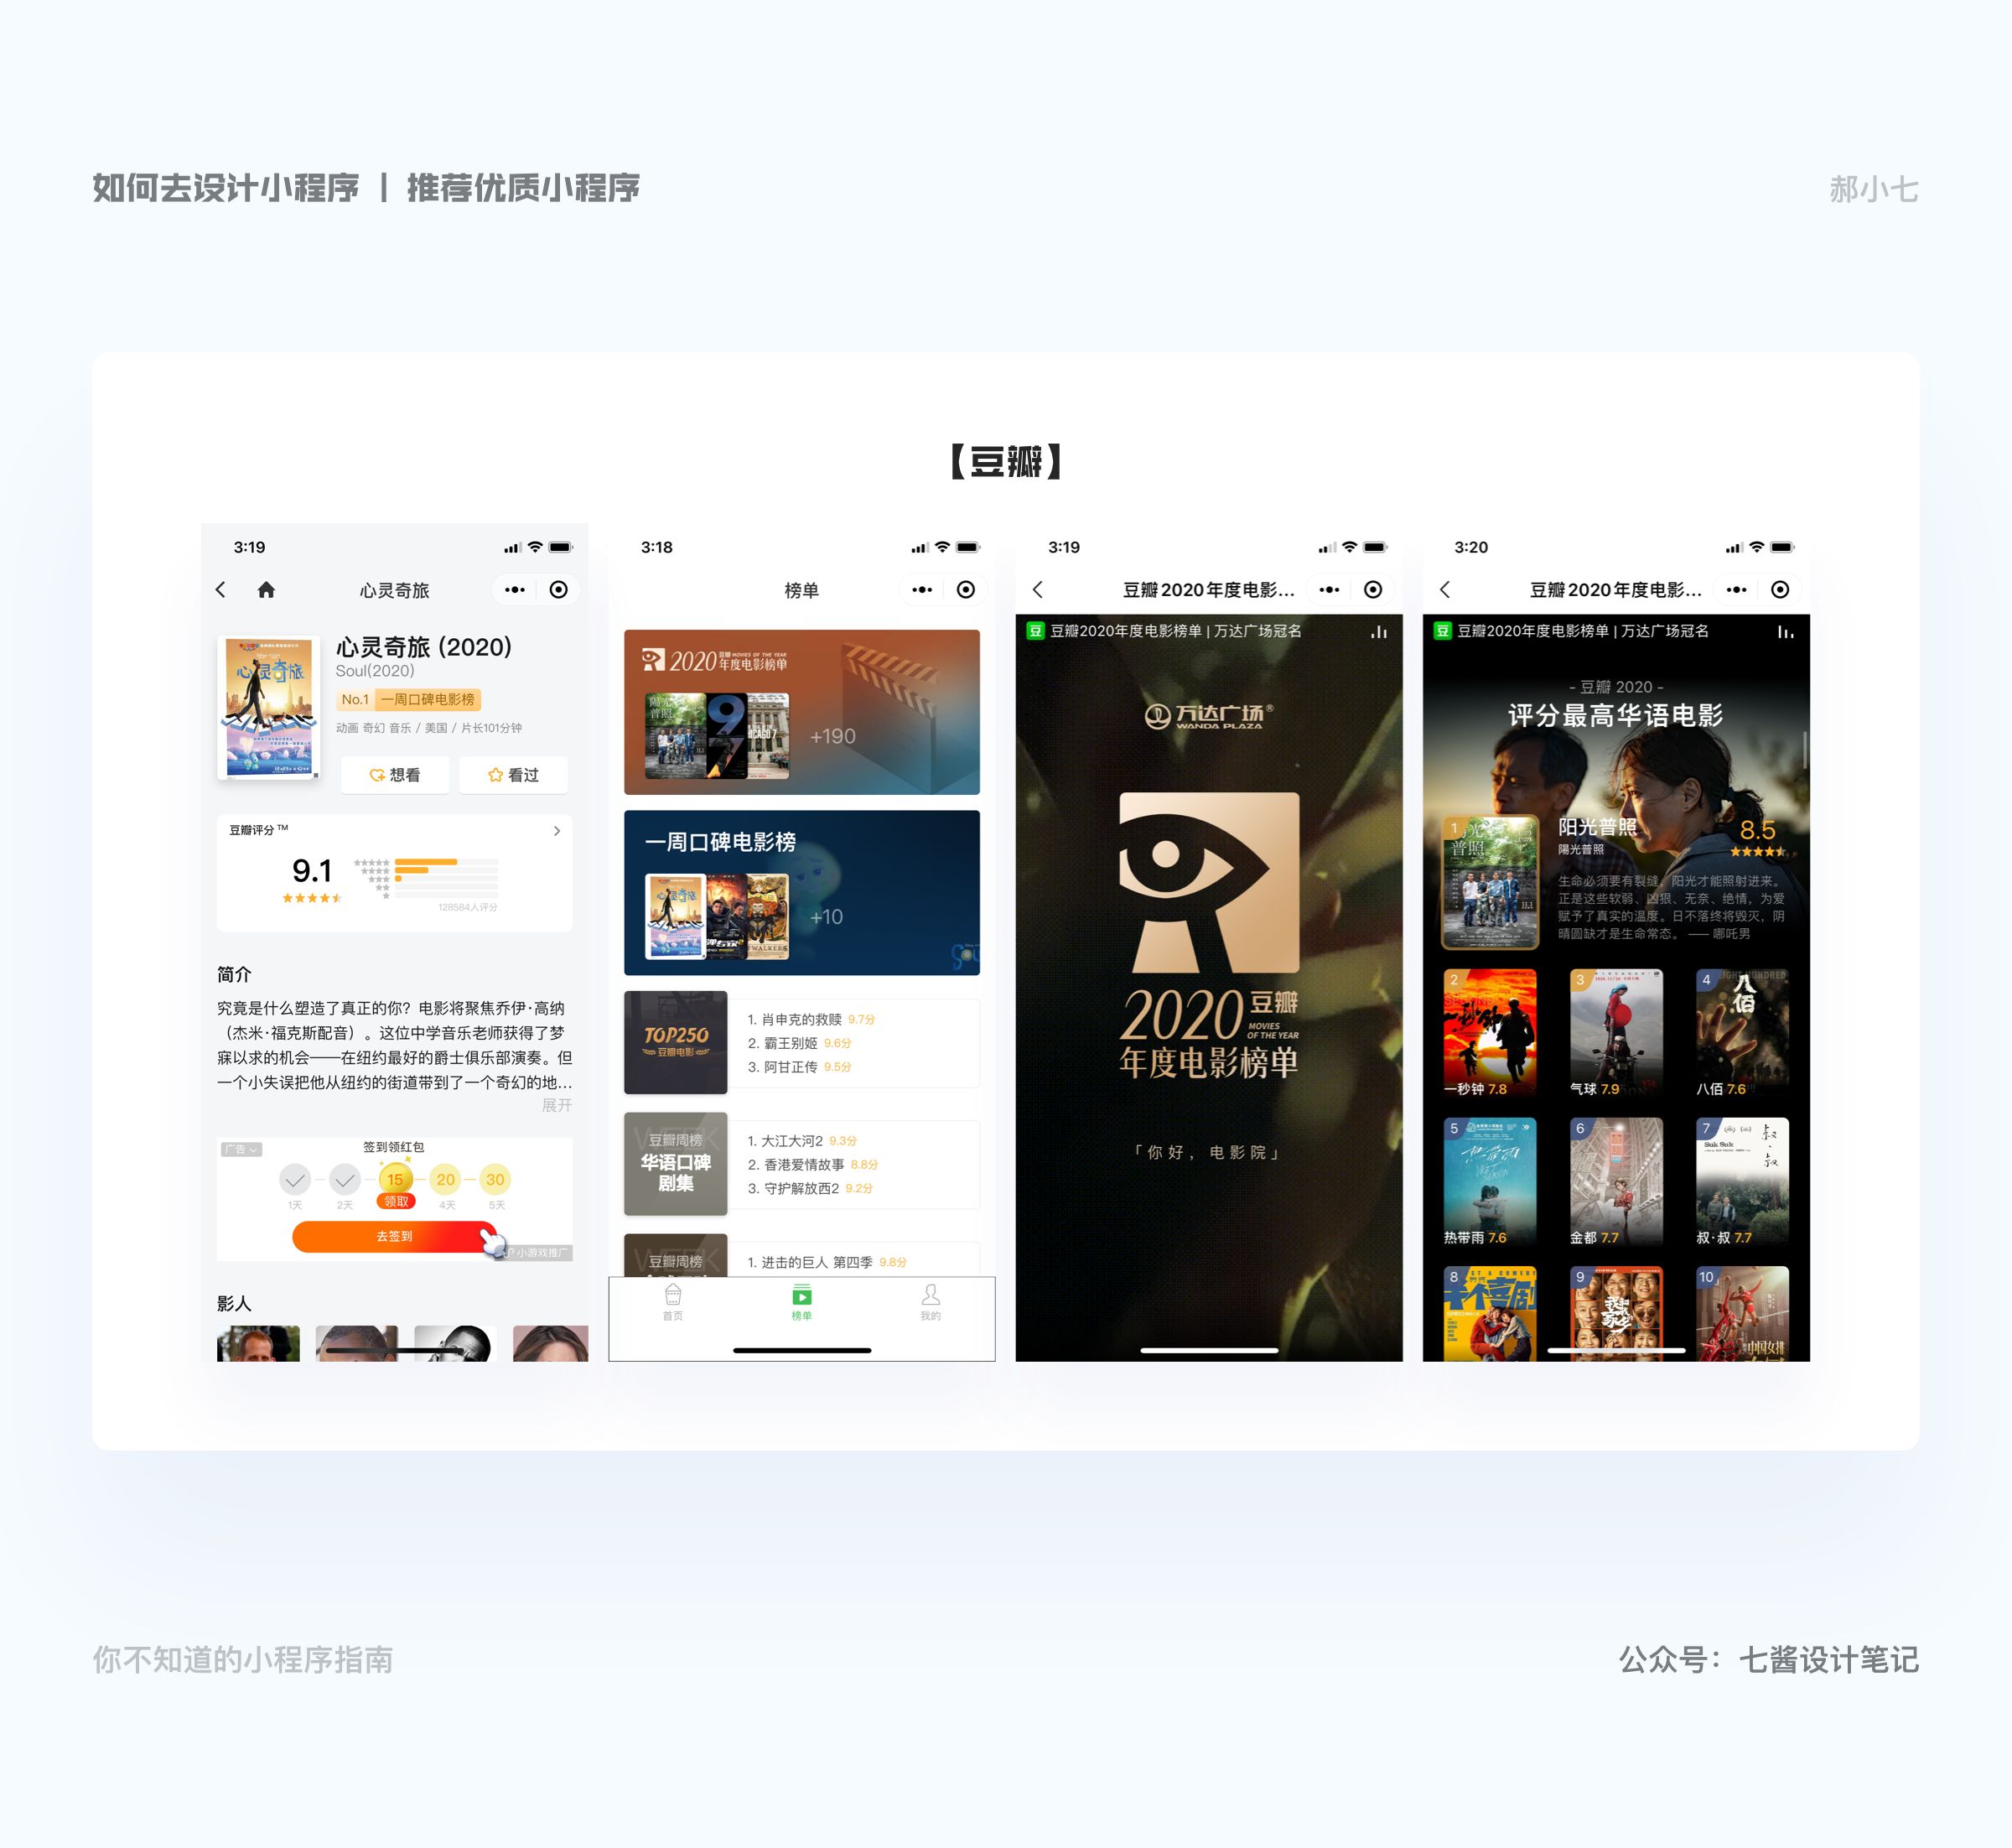 如何去设计小程序 | 推荐优质小程序
郝小七
【豆瓣】
3:19
心灵奇旅
心灵奇旅 (2020)
Soul(2020)
No.1 一周口碑电影榜
动画 奇幻 音乐 / 美国 / 片长101分钟
想看
看过
豆瓣评分™
9.1
128584人评分
简介
究竟是什么塑造了真正的你？电影将聚焦乔伊·高纳
（杰米·福克斯配音）。这位中学音乐老师获得了梦
寐以求的机会——在纽约最好的爵士俱乐部演奏。但
一个小失误把他从纽约的街道带到了一个奇幻的地...
展开
广告
签到领红包
15
20
30
领取
1天
2天
4天
5天
去签到
小游戏推广
影人
3:18
榜单
2020 豆瓣 MOVIES OF THE YEAR
年度电影榜单
+190
一周口碑电影榜
+10
TOP250
豆瓣电影
1. 肖申克的救赎 9.7分
2. 霸王别姬 9.6分
3. 阿甘正传 9.5分
豆瓣周榜
华语口碑
剧集
1. 大江大河2 9.3分
2. 香港爱情故事 8.8分
3. 守护解放西2 9.2分
豆瓣周榜
1. 进击的巨人 第四季 9.8分
首页
榜单
我的
3:19
豆瓣2020年度电影...
豆 豆瓣2020年度电影榜单 | 万达广场冠名
万达广场®
WANDA PLAZA
2020 豆瓣
MOVIES
OF THE YEAR
年度电影榜单
「你好，电影院」
3:20
豆瓣2020年度电影...
豆 豆瓣2020年度电影榜单 | 万达广场冠名
- 豆瓣 2020 -
评分最高华语电影
1
阳光普照
陽光普照
8.5
生命必须要有裂缝，阳光才能照射进来。
正是这些软弱、凶狠、无奈、绝情，为爱
赋予了真实的温度。日不落终将毁灭，阴
晴圆缺才是生命常态。 —— 哪吒男
2
一秒钟 7.8
3
气球 7.9
4
八佰
八佰 7.6
5
热带雨 7.6
6
金都 7.7
7
Suk Suk
叔·叔 7.7
8
9
10
中国女排
你不知道的小程序指南
公众号：七酱设计笔记